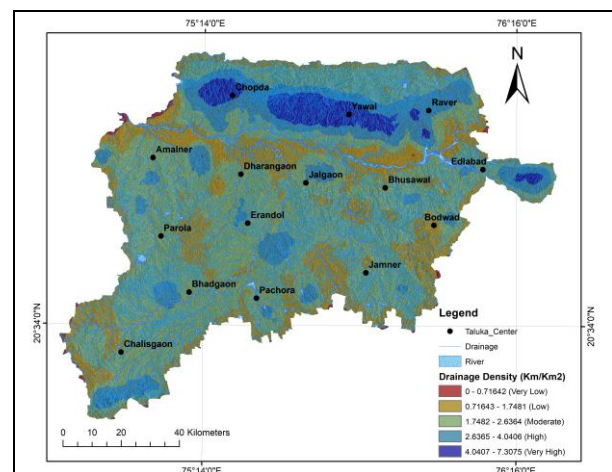 75°14'0"E 76°16'0"E
N
Chopda
Yawal
Raver
Amalner
Dharangaon
Jalgaon
Ediabad
Bhusawal
Erandol
Bodwad
Parola
Jamner
Bhadgaon
Pachora
Chalisgaon
20°34'0"N 20°34'0"N
Legend
Taluka_Center
Drainage
River
Drainage Density (Km/Km2)
0 - 0.71642 (Very Low)
0.71643 - 1.7481 (Low)
1.7482 - 2.6364 (Moderate)
2.6365 - 4.0406 (High)
4.0407 - 7.3075 (Very High)
0 10 20 40 Kilometers
75°14'0"E 76°16'0"E